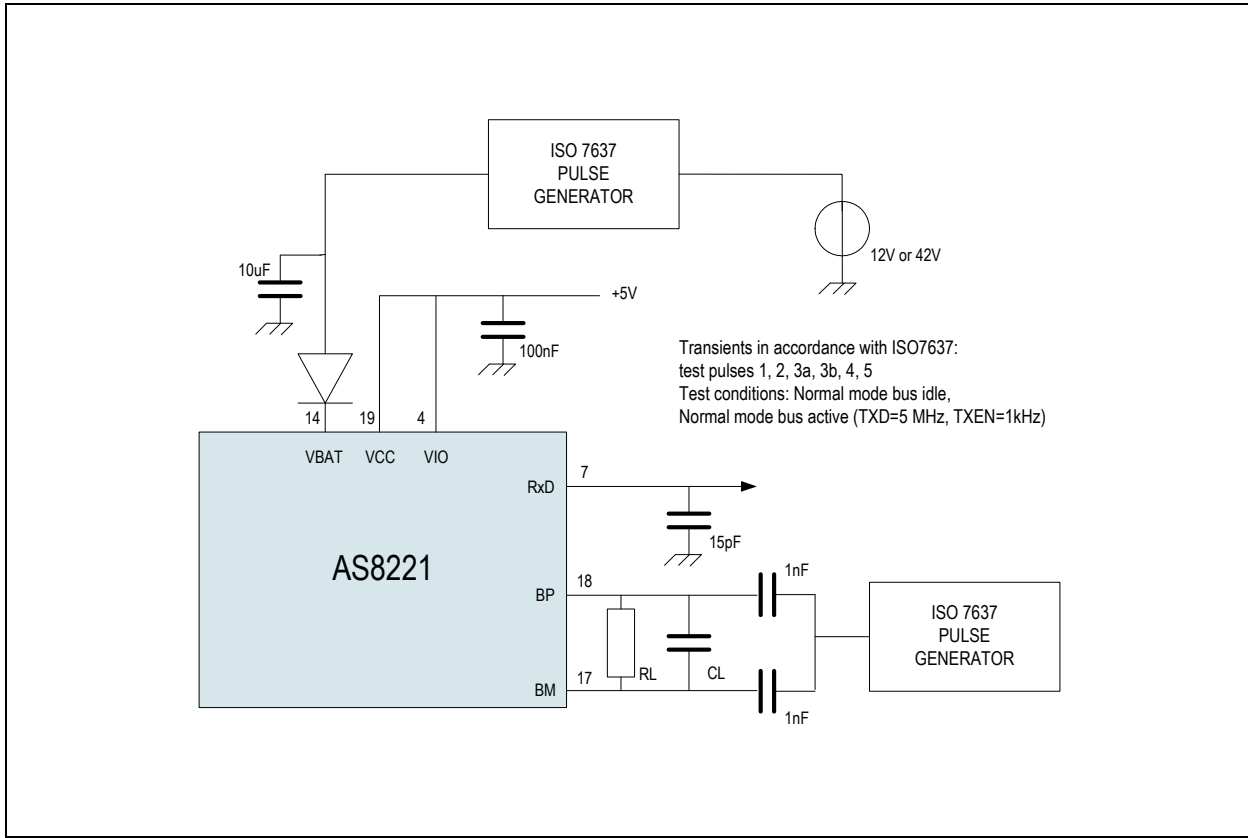 ISO 7637
PULSE
GENERATOR
12V or 42V
10uF
+5V
100nF
Transients in accordance with ISO7637:
test pulses 1, 2, 3a, 3b, 4, 5
Test conditions: Normal mode bus idle,
Normal mode bus active (TXD=5 MHz, TXEN=1kHz)
14 19 4
VBAT VCC VIO
7
RxD
15pF
AS8221
18
BP
1nF
ISO 7637
PULSE
GENERATOR
RL CL
17
BM
1nF